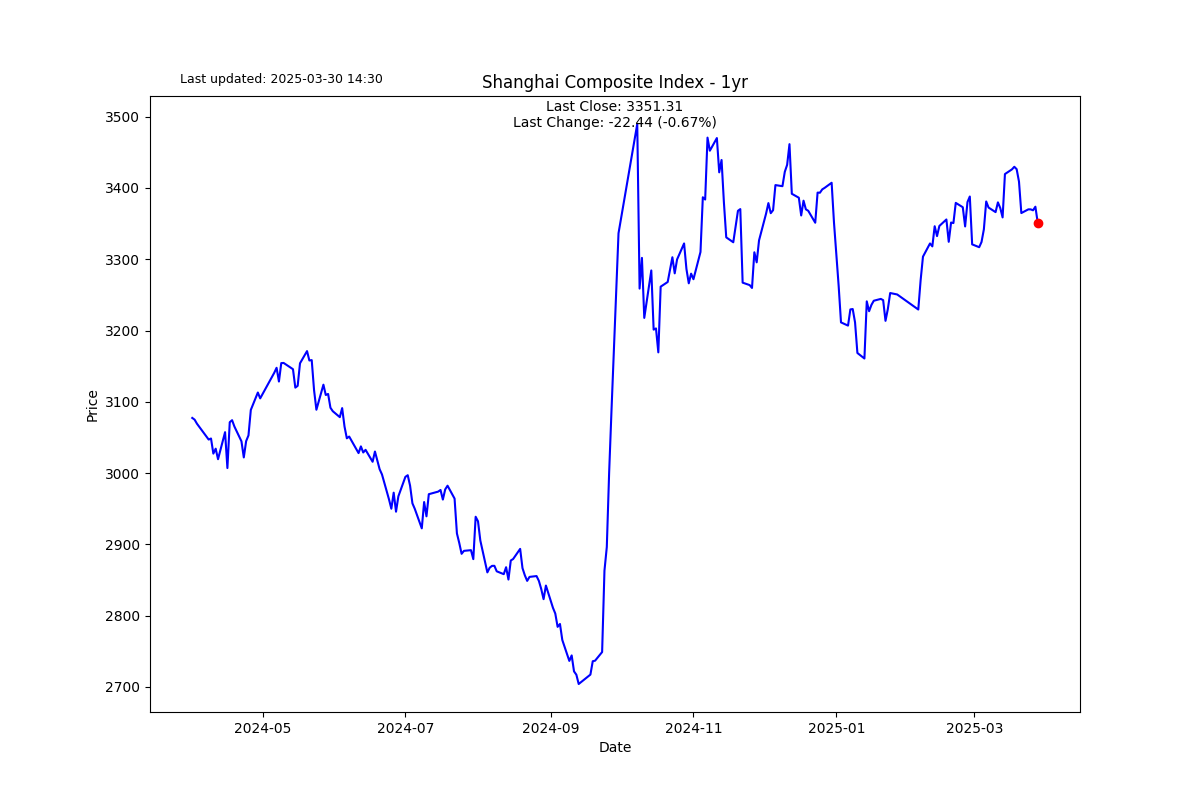 Last updated: 2025-03-30 14:30
Shanghai Composite Index - 1yr
Last Close: 3351.31
Last Change: -22.44 (-0.67%)
3500
3400
3300
3200
3100
3000
2900
2800
2700
Price
2024-05
2024-07
2024-09
2024-11
2025-01
2025-03
Date